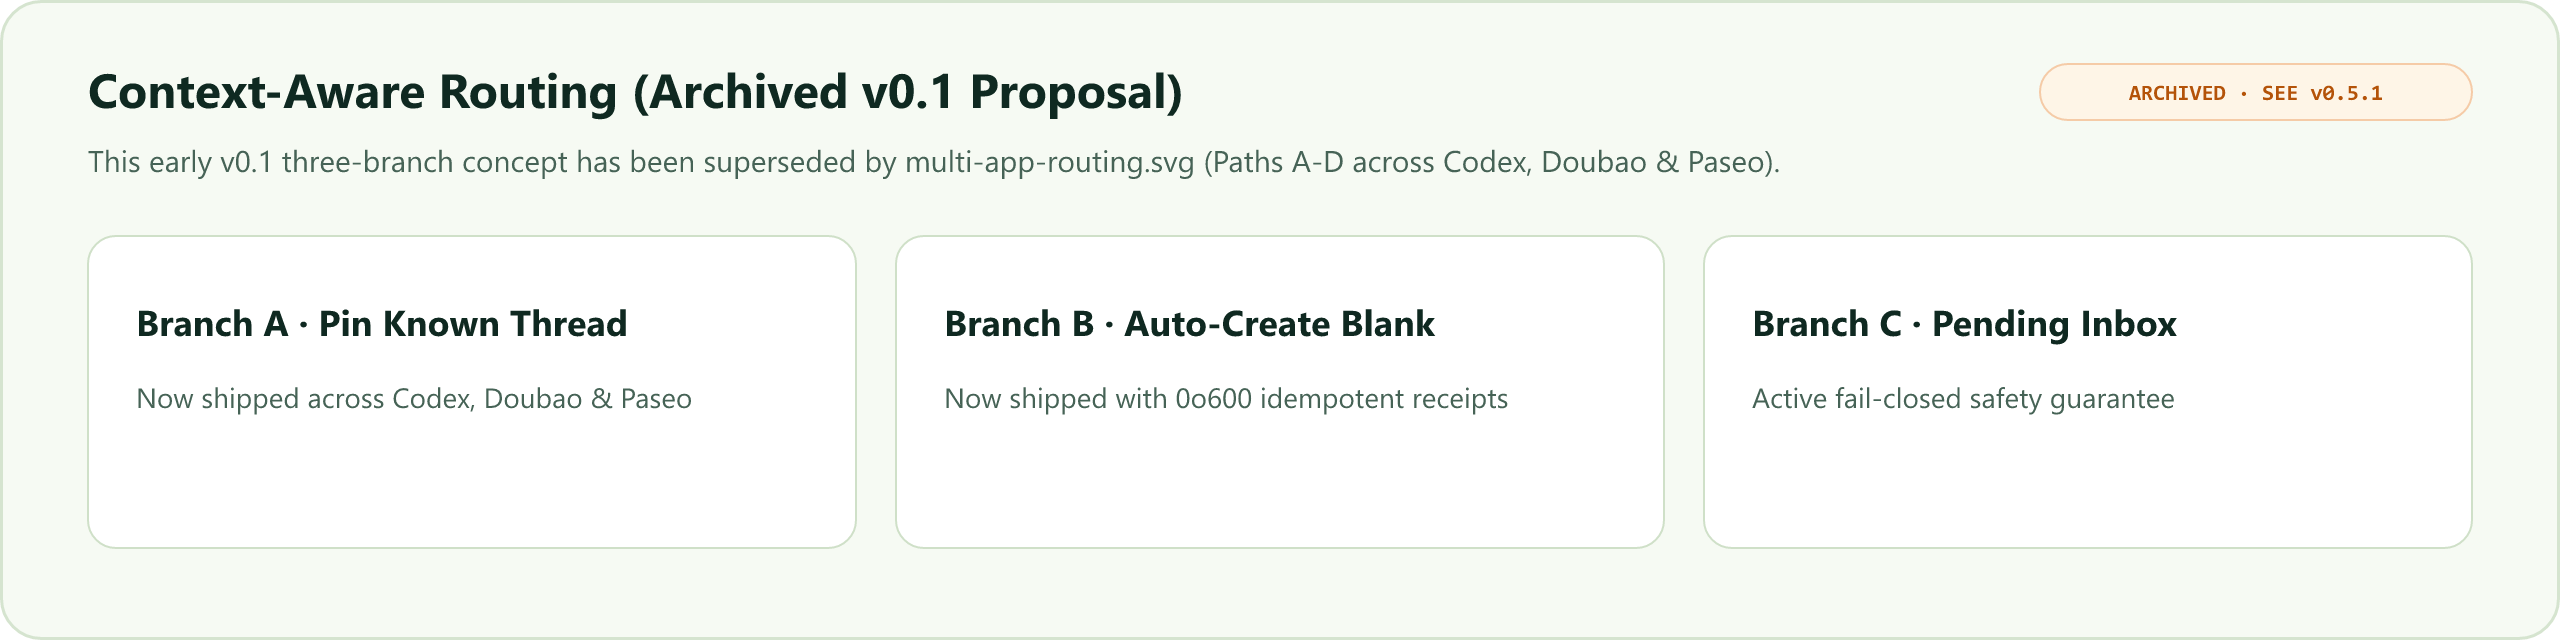 Context-Aware Routing (Archived v0.1 Proposal)
ARCHIVED · SEE v0.5.1
This early v0.1 three-branch concept has been superseded by multi-app-routing.svg (Paths A-D across Codex, Doubao & Paseo).
Branch A · Pin Known Thread
Now shipped across Codex, Doubao & Paseo
Branch B · Auto-Create Blank
Now shipped with 0o600 idempotent receipts
Branch C · Pending Inbox
Active fail-closed safety guarantee